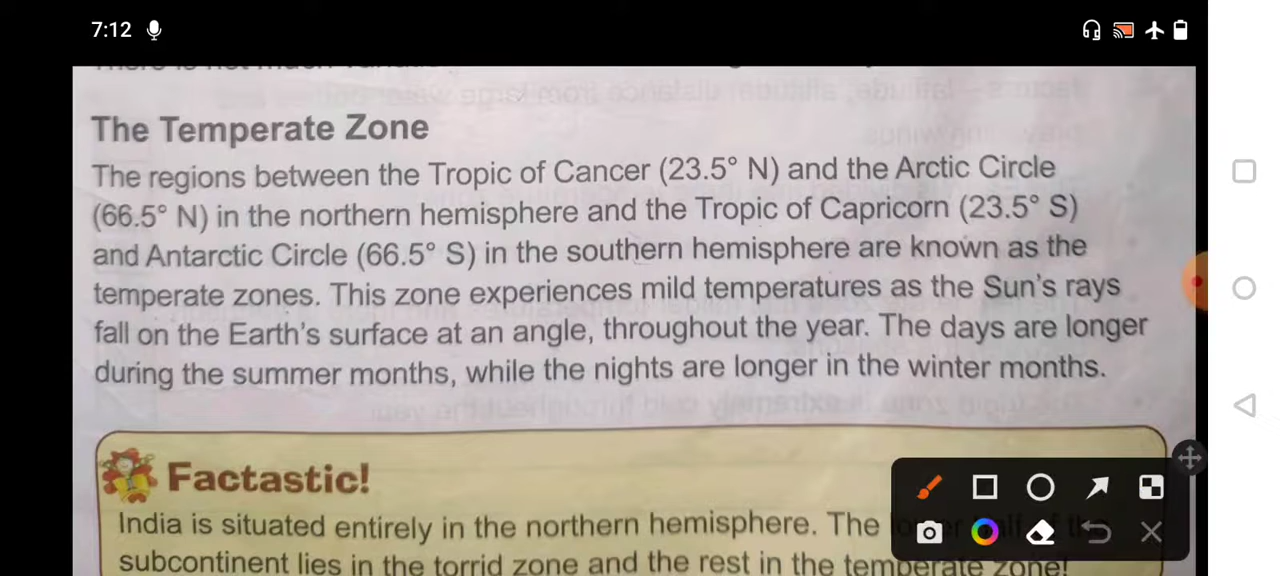 7:12
The Temperate Zone
The regions between the Tropic of Cancer (23.5° N) and the Arctic Circle
(66.5° N) in the northern hemisphere and the Tropic of Capricorn (23.5° S)
and Antarctic Circle (66.5° S) in the southern hemisphere are known as the
temperate zones. This zone experiences mild temperatures as the Sun's rays
fall on the Earth's surface at an angle, throughout the year. The days are longer
during the summer months, while the nights are longer in the winter months.
Factastic!
India is situated entirely in the northern hemisphere. The lower half of the
subcontinent lies in the torrid zone and the rest in the temperate zone!